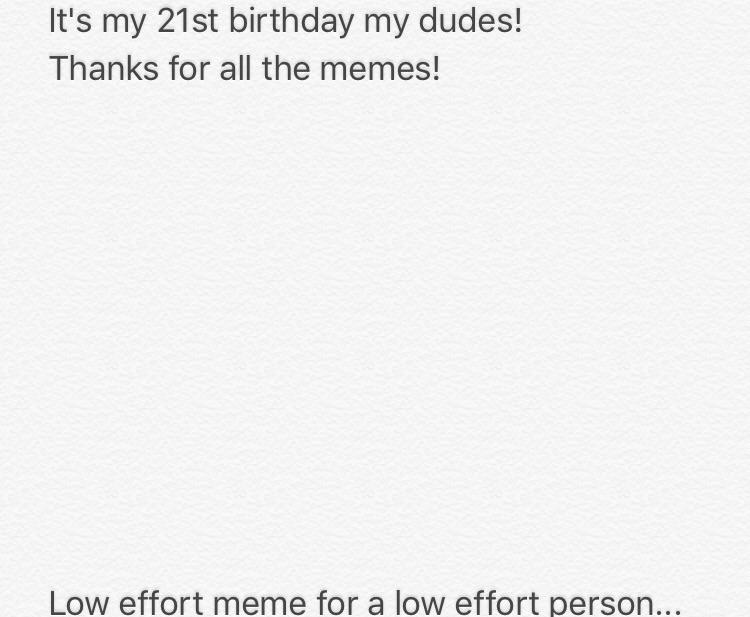 It's my 21st birthday my dudes!
Thanks for all the memes!
Low effort meme for a low effort person...